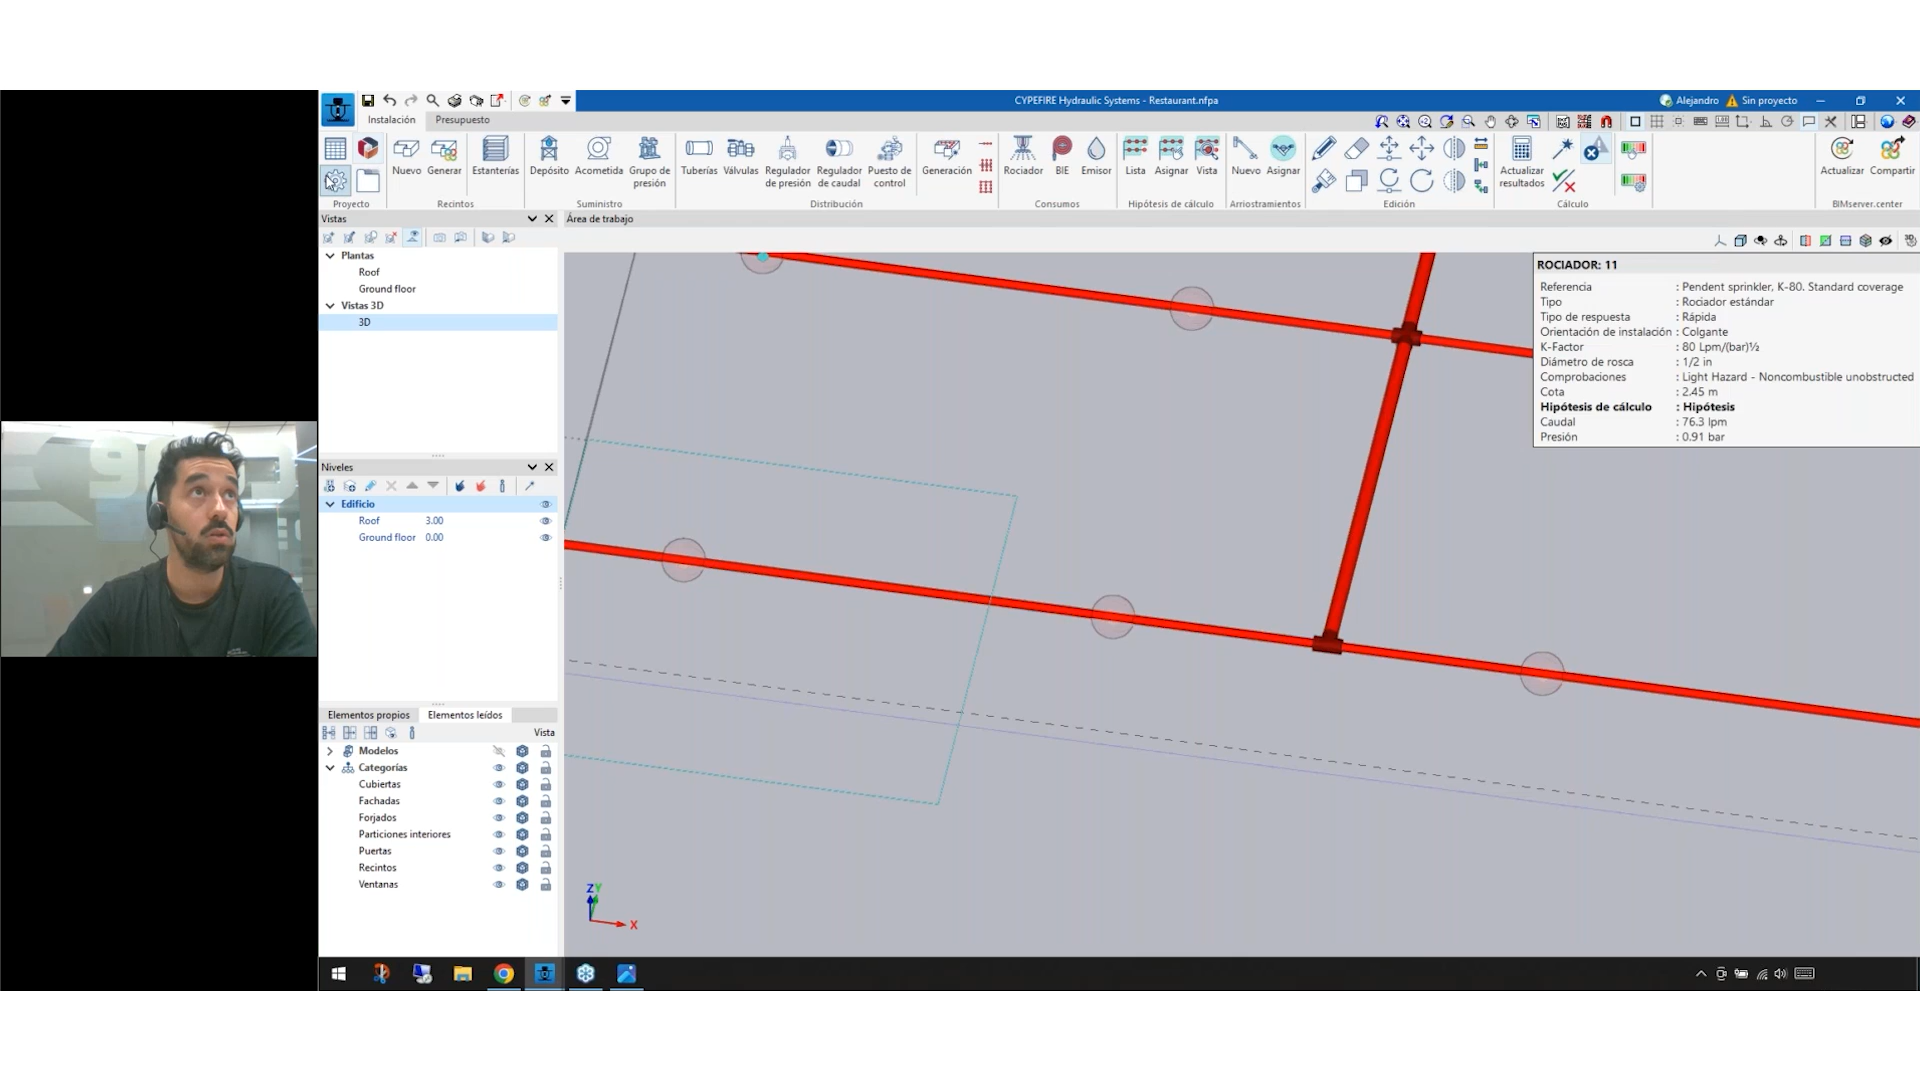 CYPEFIRE Hydraulic Systems - Restaurant.nfpa
Alejandro
Sin proyecto
Instalación
Presupuesto
Nuevo
Generar
Estanterías
Depósito
Acometida
Grupo de presión
Tuberías
Válvulas
Regulador de presión
Regulador de caudal
Puesto de control
Generación
Rociador
BIE
Emisor
Lista
Asignar
Vista
Nuevo
Asignar
Actualizar resultados
Actualizar
Compartir
Proyecto
Recintos
Suministro
Distribución
Consumos
Hipótesis de cálculo
Arriostramientos
Edición
Cálculo
BIMserver.center
Vistas
Área de trabajo
Plantas
Roof
Ground floor
Vistas 3D
3D
Niveles
Edificio
Roof 3.00
Ground floor 0.00
Elementos propios
Elementos leídos
Vista
Modelos
Categorías
Cubiertas
Fachadas
Forjados
Particiones interiores
Puertas
Recintos
Ventanas
ROCIADOR: 11
Referencia : Pendent sprinkler, K-80. Standard coverage
Tipo : Rociador estándar
Tipo de respuesta : Rápida
Orientación de instalación : Colgante
K-Factor : 80 Lpm/(bar)½
Diámetro de rosca : 1/2 in
Comprobaciones : Light Hazard - Noncombustible unobstructed
Cota : 2.45 m
Hipótesis de cálculo : Hipótesis
Caudal : 76.3 lpm
Presión : 0.91 bar
Z
Y
X